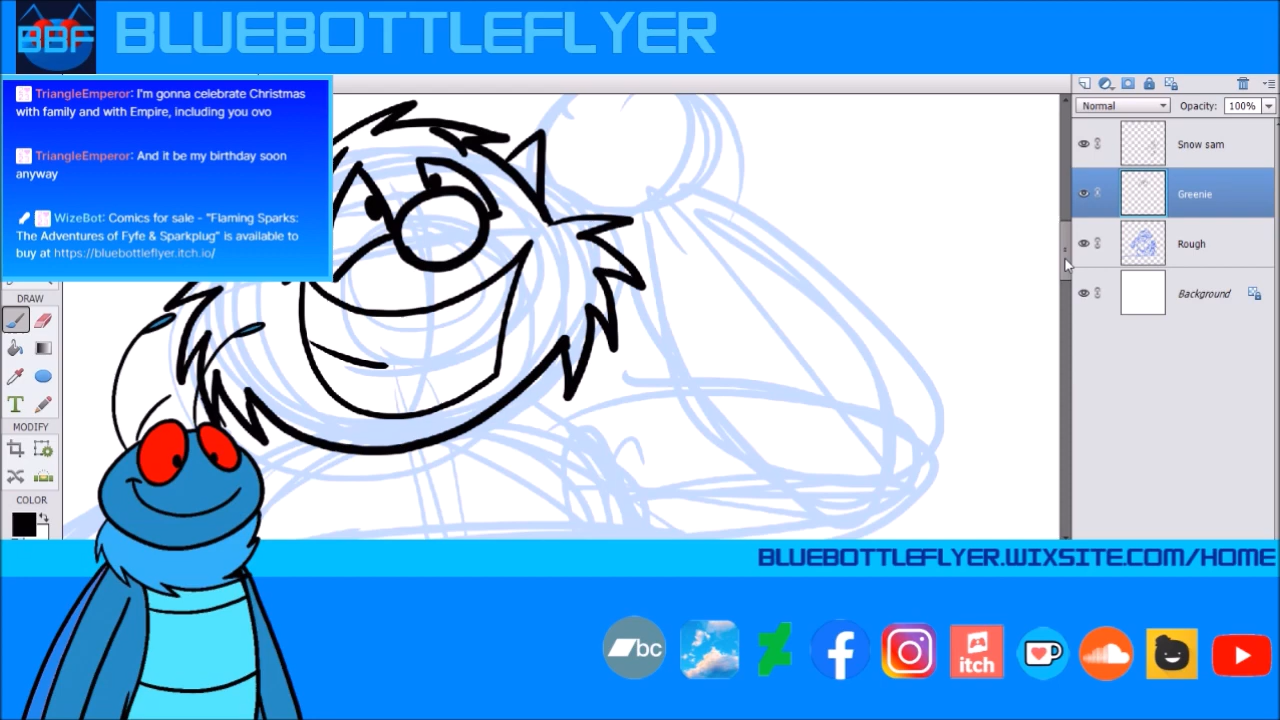 BBF
BLUEBOTTLEFLYER
TriangleEmperor: I'm gonna celebrate Christmas
with family and with Empire, including you ovo
TriangleEmperor: And it be my birthday soon
anyway
WizeBot: Comics for sale - "Flaming Sparks:
The Adventures of Fyfe & Sparkplug" is available to
buy at https://bluebottleflyer.itch.io/
Normal
Opacity: 100%
Snow sam
Greenie
Rough
Background
DRAW
T
MODIFY
COLOR
BLUEBOTTLEFLYER.WIXSITE.COM/HOME
bc
itch